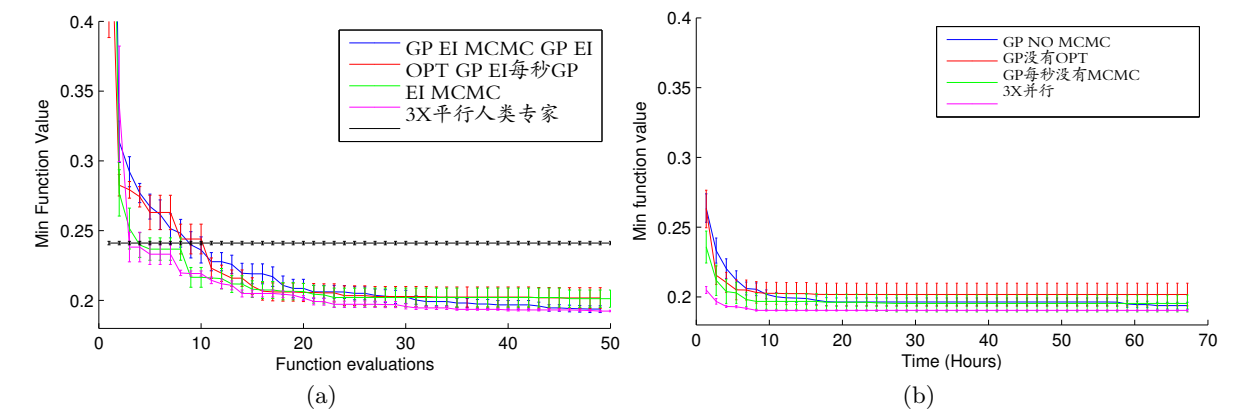 0.4
0.35
0.3
0.25
0.2
Min Function Value
GP EI MCMC GP EI
OPT GP EI每秒GP
EI MCMC
3X平行人类专家
0
10
20
30
40
50
Function evaluations
(a)
0.4
0.35
0.3
0.25
0.2
Min function value
GP NO MCMC
GP没有OPT
GP每秒没有MCMC
3X并行
0
10
20
30
40
50
60
70
Time (Hours)
(b)